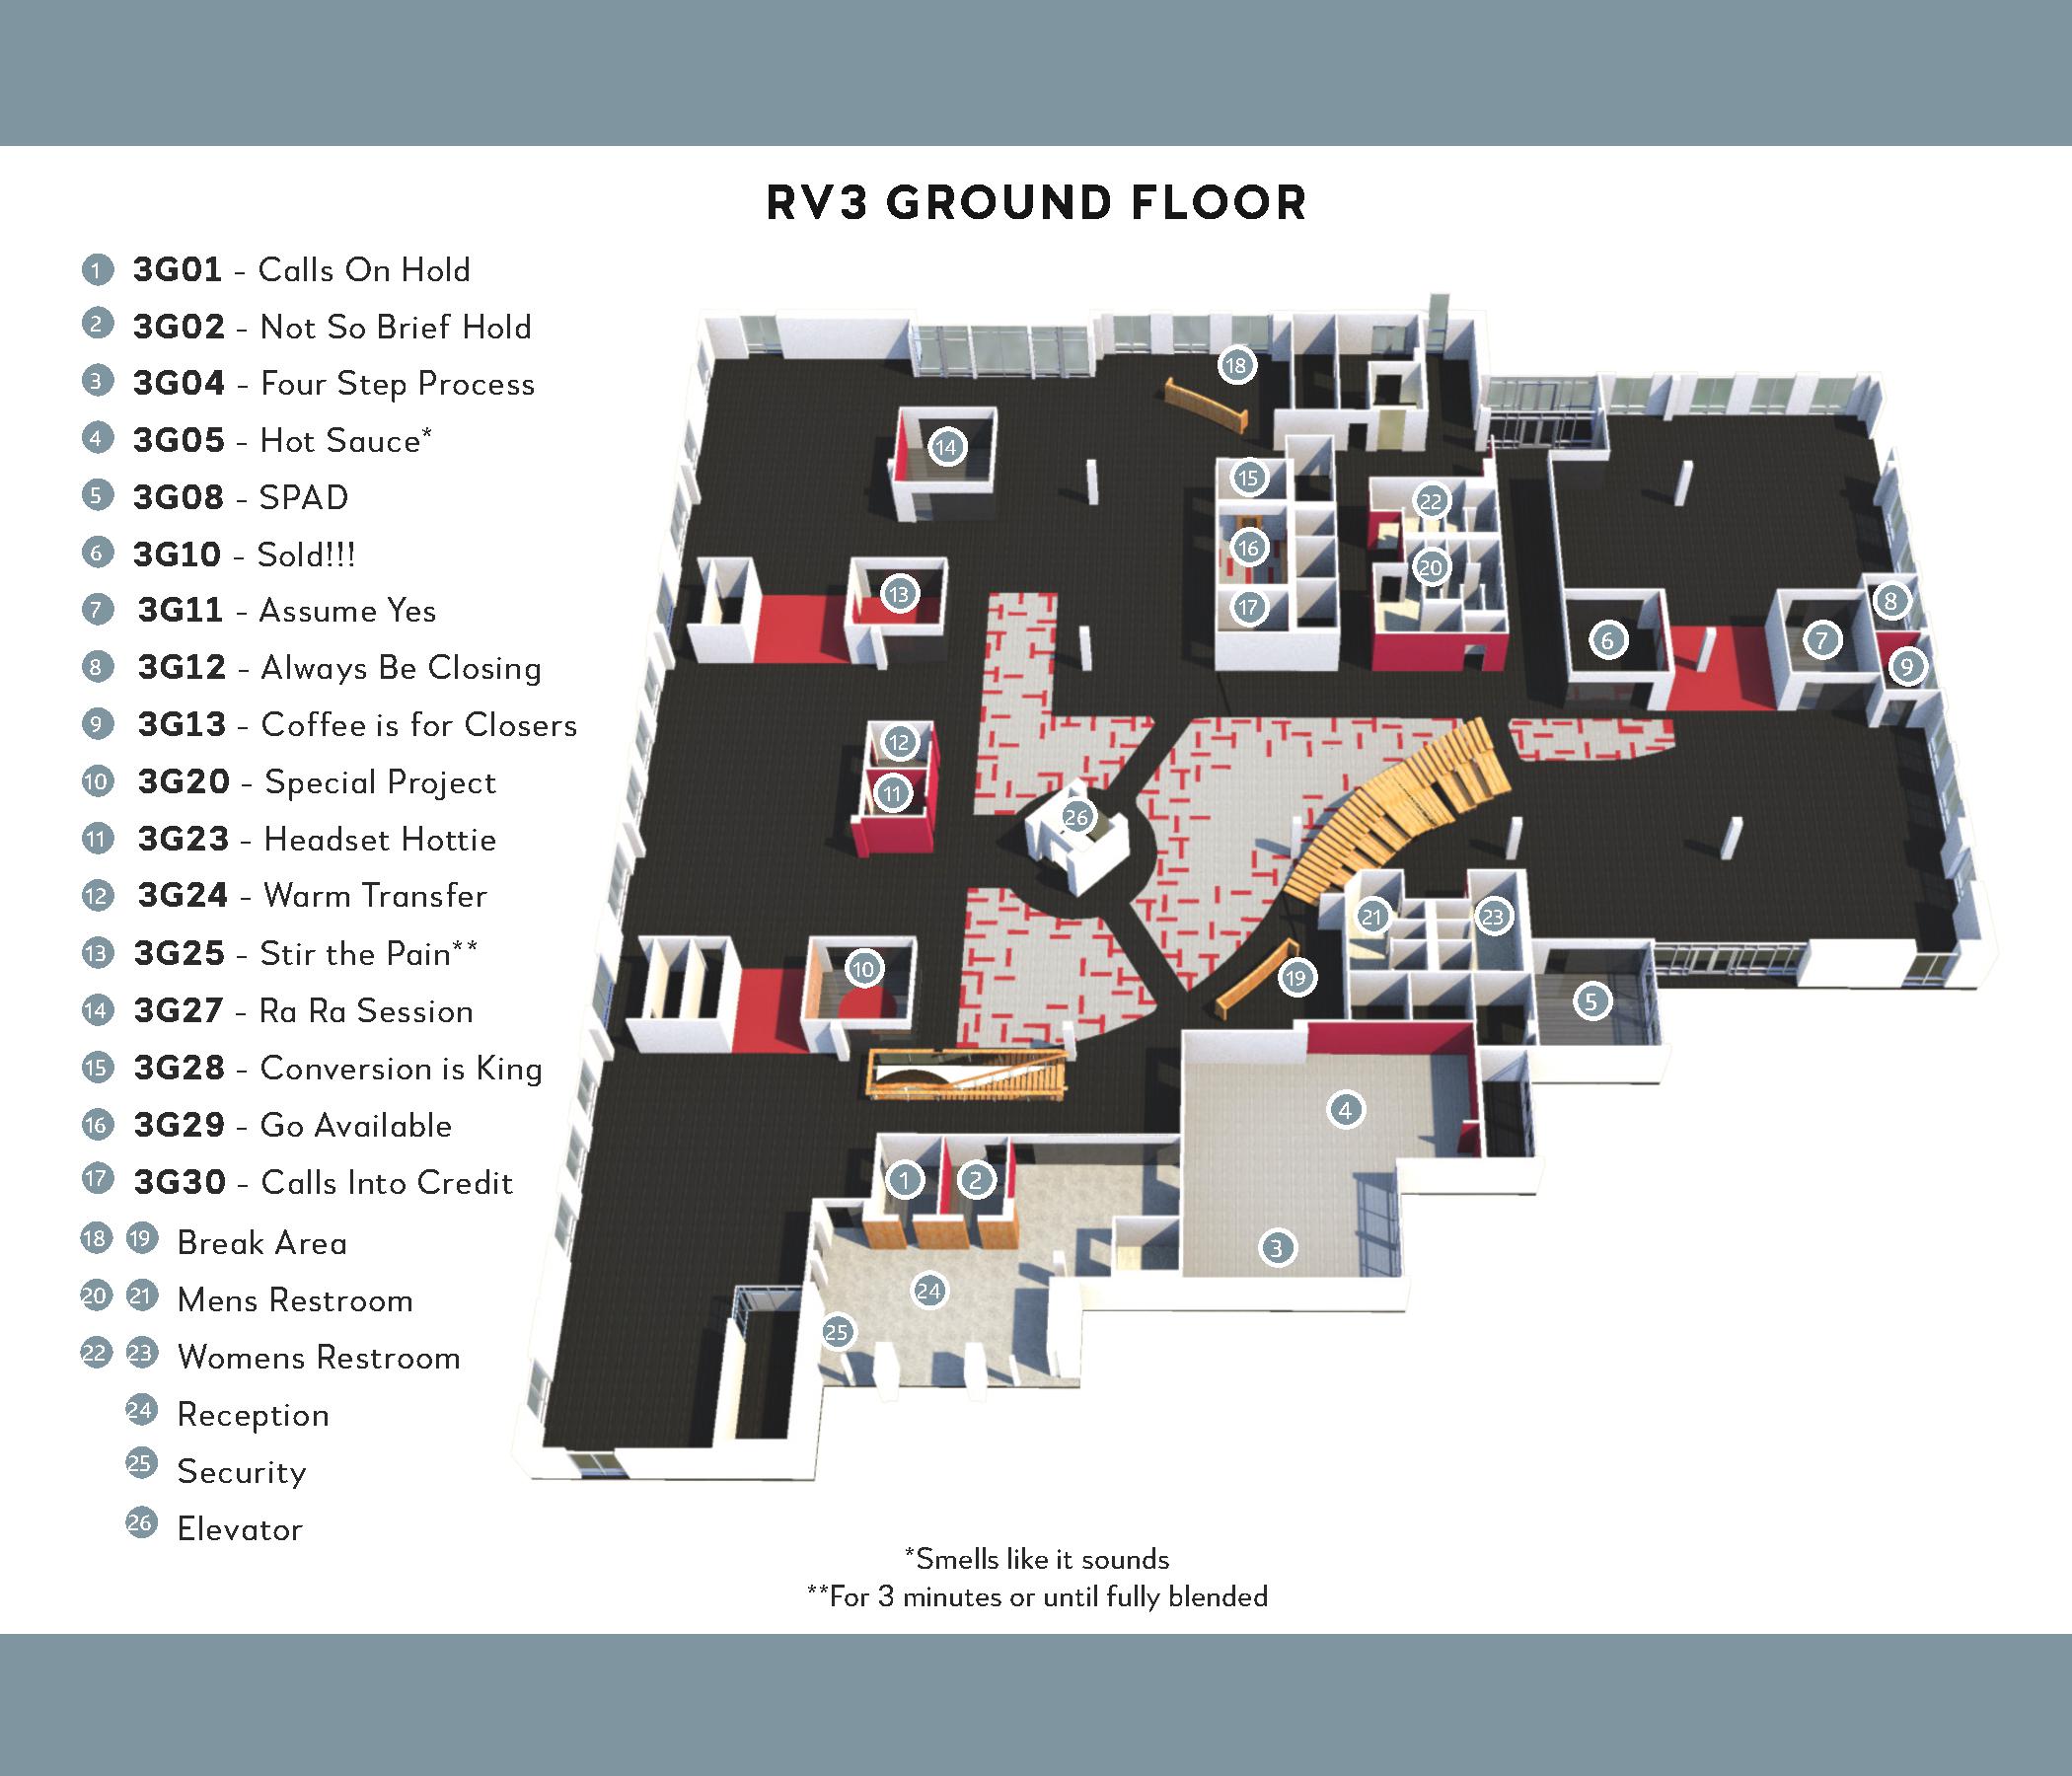 RV3 GROUND FLOOR
1 3G01 - Calls On Hold
2 3G02 - Not So Brief Hold
3 3G04 - Four Step Process
4 3G05 - Hot Sauce*
5 3G08 - SPAD
6 3G10 - Sold!!!
7 3G11 - Assume Yes
8 3G12 - Always Be Closing
9 3G13 - Coffee is for Closers
10 3G20 - Special Project
11 3G23 - Headset Hottie
12 3G24 - Warm Transfer
13 3G25 - Stir the Pain**
14 3G27 - Ra Ra Session
15 3G28 - Conversion is King
16 3G29 - Go Available
17 3G30 - Calls Into Credit
18 19 Break Area
20 21 Mens Restroom
22 23 Womens Restroom
24 Reception
25 Security
26 Elevator
18
14
15
22
16
20
13
17
8
6
7
9
12
11
26
21
23
10
19
5
4
1
2
3
24
25
*Smells like it sounds
**For 3 minutes or until fully blended